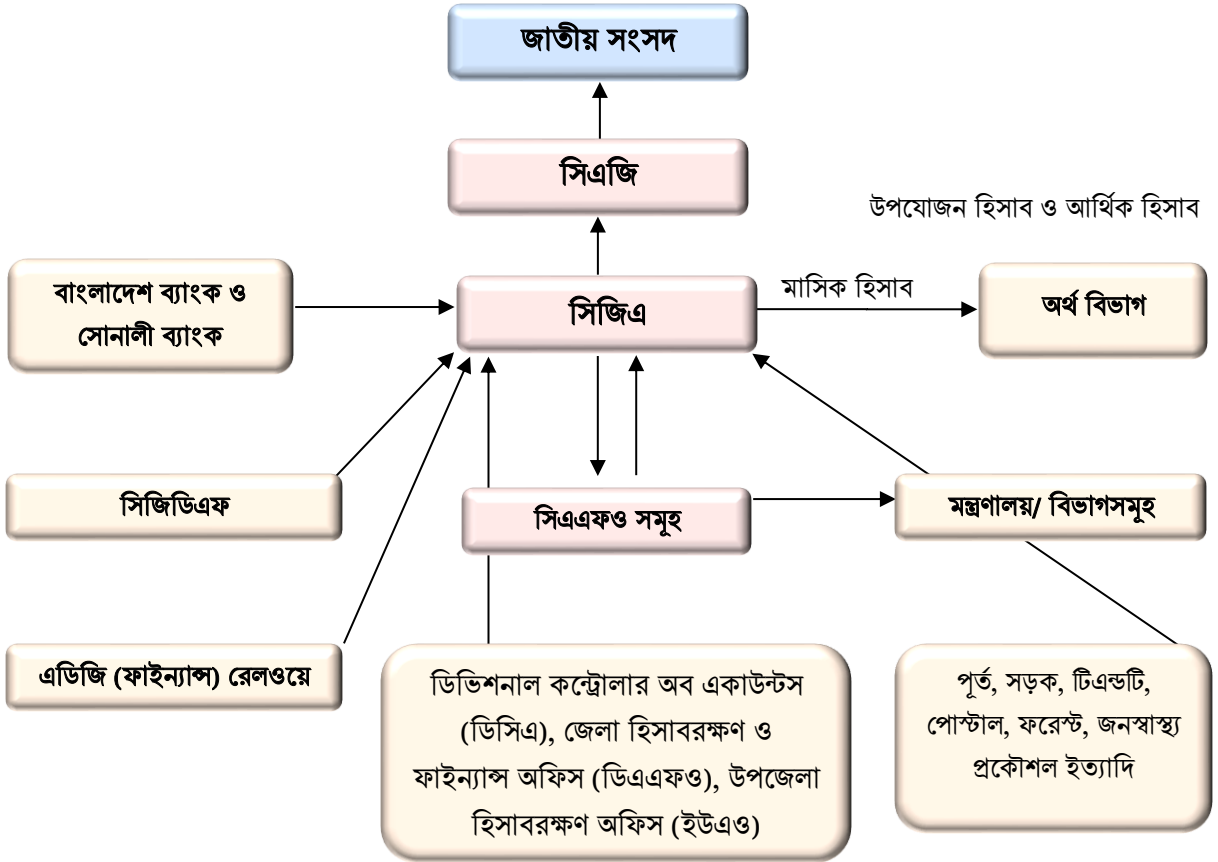 জাতীয় সংসদ
সিএজি
উপযোজন হিসাব ও আর্থিক হিসাব
বাংলাদেশ ব্যাংক ও
সোনালী ব্যাংক
সিজিএ
মাসিক হিসাব
অর্থ বিভাগ
সিজিডিএফ
সিএএফও সমূহ
মন্ত্রণালয়/ বিভাগসমূহ
এডিজি (ফাইন্যান্স) রেলওয়ে
ডিভিশনাল কন্ট্রোলার অব একাউন্টস
(ডিসিএ), জেলা হিসাবরক্ষণ ও
ফাইন্যান্স অফিস (ডিএএফও), উপজেলা
হিসাবরক্ষণ অফিস (ইউএও)
পূর্ত, সড়ক, টিএন্ডটি,
পোস্টাল, ফরেস্ট, জনস্বাস্থ্য
প্রকৌশল ইত্যাদি